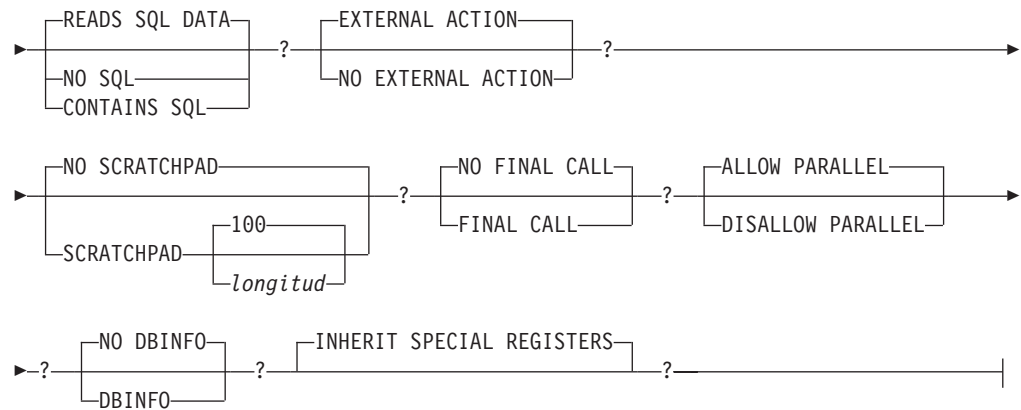 READS SQL DATA EXTERNAL ACTION
? ?
NO SQL NO EXTERNAL ACTION
CONTAINS SQL
NO SCRATCHPAD NO FINAL CALL ALLOW PARALLEL
? ?
100 FINAL CALL DISALLOW PARALLEL
SCRATCHPAD
longitud
NO DBINFO INHERIT SPECIAL REGISTERS
? ? ?
DBINFO